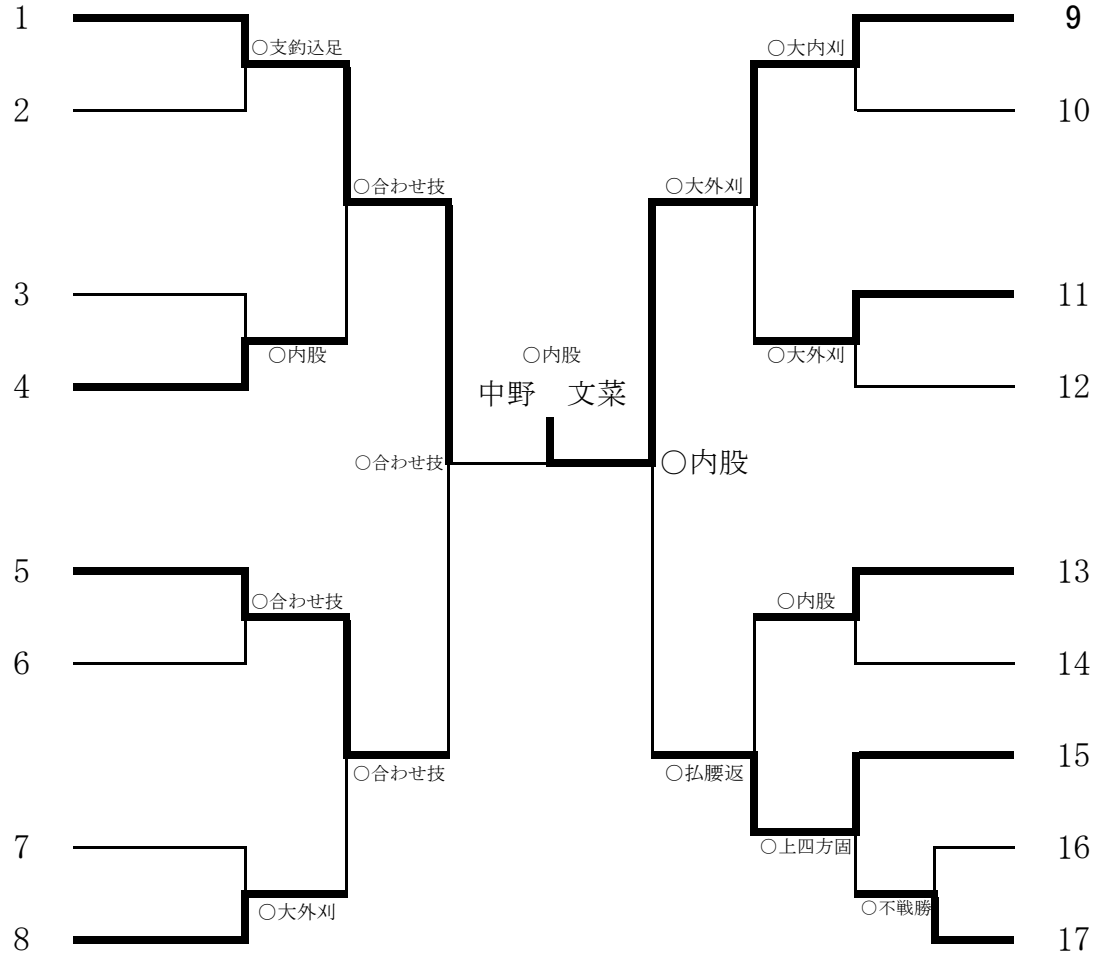 1
○支釣込足
2
○合わせ技
3
○内股
4
○合わせ技
5
○合わせ技
6
○合わせ技
7
○大外刈
8
○内股
中野 文菜
○内股
9
○大内刈
10
○大外刈
11
○大外刈
12
13
○内股
14
15
○払腰返
○上四方固
16
○不戦勝
17